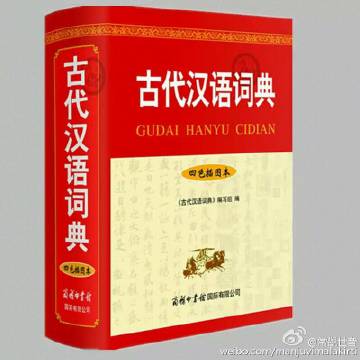 古代汉语词典
GUDAI HANYU CIDIAN
四色插图本
《古代汉语词典》编写组 编
商务印书馆国际有限公司
古代汉语词典
四色插图本
商务印书馆
国际有限公司